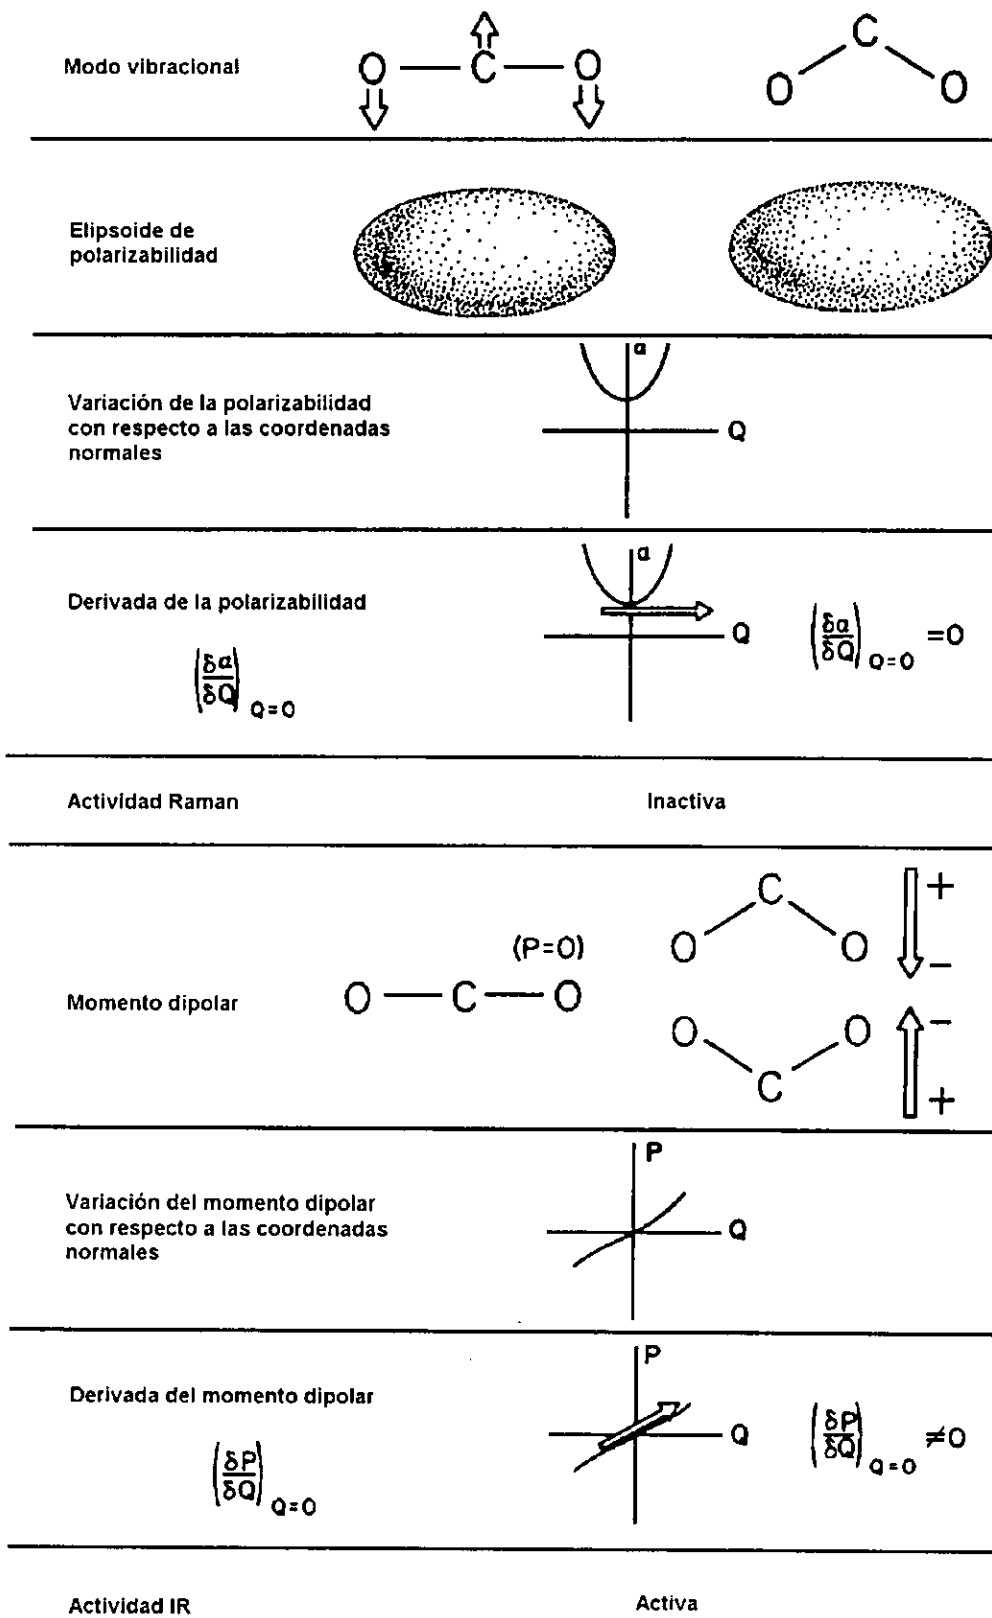 Modo vibracional
O — C — O
C
O O
Elipsoide de
polarizabilidad
α
Variación de la polarizabilidad
con respecto a las coordenadas
normales
Q
α
Derivada de la polarizabilidad
Q
(δα/δQ) Q=0 = 0
(δα/δQ) Q=0
Actividad Raman Inactiva
C +
(P=O)
O O
−
Momento dipolar
O — C — O
−
O O
C
+
P
Variación del momento dipolar
con respecto a las coordenadas
normales
Q
P
Derivada del momento dipolar
Q
(δP/δQ) Q=0 ≠0
(δP/δQ) Q=0
Actividad IR Activa